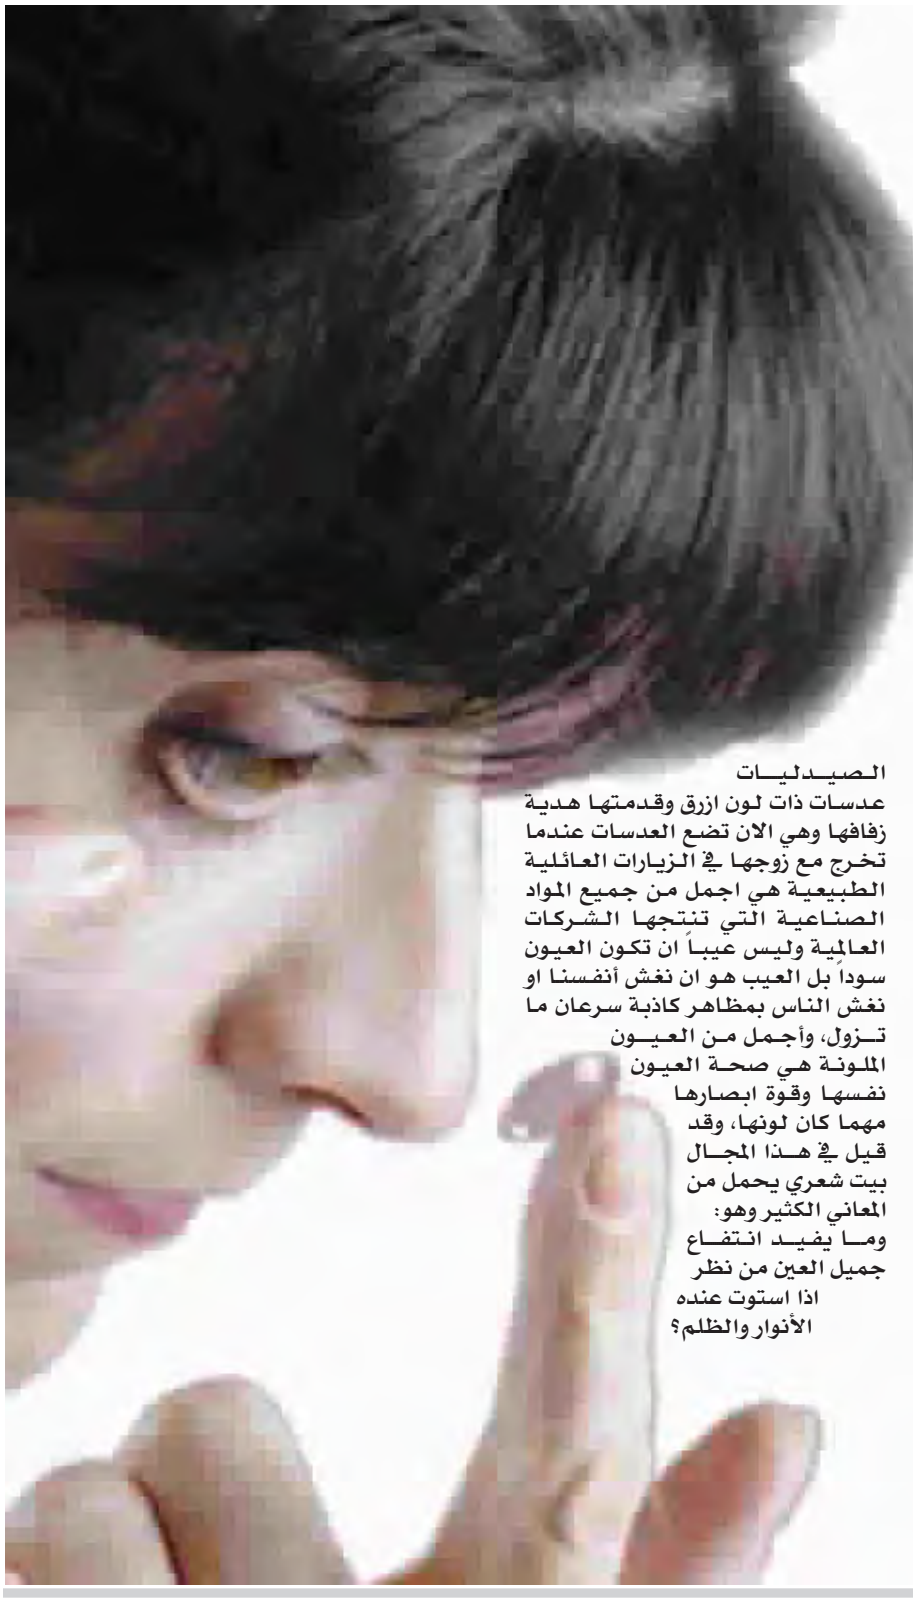 الصيدليات
عدسات ذات لون ازرق وقدمتها هدية
زفافها وهي الان تضع العدسات عندما
تخرج مع زوجها في الزيارات العائلية
الطبيعية هي اجمل من جميع المواد
الصناعية التي تنتجها الشركات
العالمية وليس عيباً ان تكون العيون
سوداً بل العيب هو ان نغش أنفسنا او
نغش الناس بمظاهر كاذبة سرعان ما
تزول، وأجمل من العيون
الملونة هي صحة العيون
نفسها وقوة ابصارها
مهما كان لونها، وقد
قيل في هذا المجال
بيت شعري يحمل من
المعاني الكثير وهو:
وما يفيد انتفاع
جميل العين من نظر
اذا استوت عنده
الأنوار والظلم؟